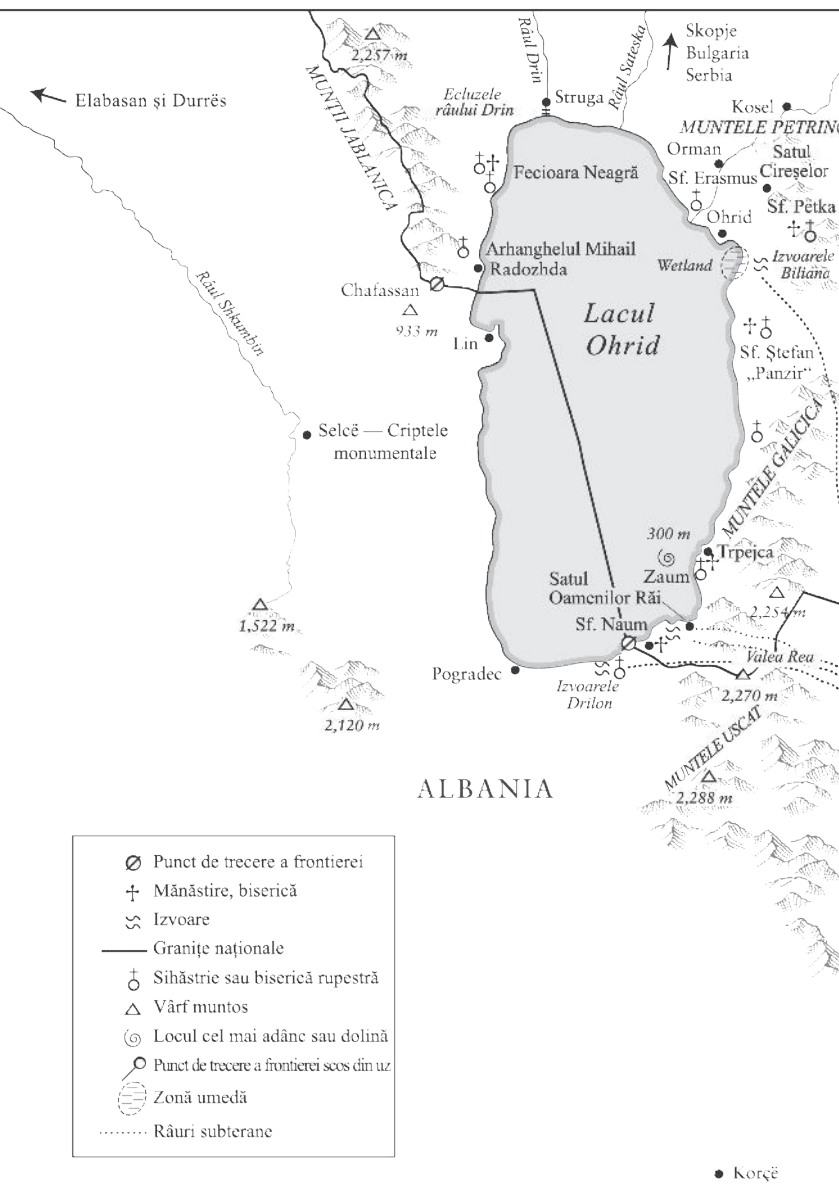 2,257 m
Râul Drin
Râul Sateska
Skopje
Bulgaria
Serbia
Elabasan și Durrës
MUNȚII JABLANICA
Ecluzele
râului Drin
Struga
Kosel
MUNTELE PETRINO
Orman
Satul
Cireșelor
Sf. Erasmus
Sf. Petka
Fecioara Neagră
Ohrid
Arhanghelul Mihail
Radozhda
Wetland
Izvoarele
Biliana
Râul Shkumbin
Chafassan
933 m
Lin
Lacul
Ohrid
Sf. Ștefan
„Panzir“
Selcë — Criptele
monumentale
MUNTELE GALICICA
300 m
Trpejca
Zaum
Satul
Oamenilor Răi
2,254 m
1,522 m
Sf. Naum
Valea Rea
Pogradec
Izvoarele
Drilon
2,270 m
2,120 m
MUNTELE USCAT
2,288 m
ALBANIA
Punct de trecere a frontierei
Mănăstire, biserică
Izvoare
Granițe naționale
Sihăstrie sau biserică rupestră
Vârf muntos
Locul cel mai adânc sau dolină
Punct de trecere a frontierei scos din uz
Zonă umedă
Râuri subterane
Korçë